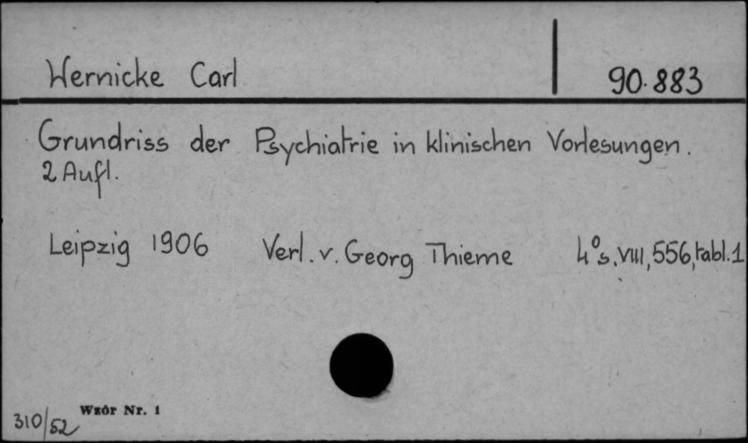 Wernicke Carl
90.883
Grundriss der Psychiatrie in klinischen Vorlesungen.
2 Aufl.
Leipzig 1906 Verl. v. Georg Thieme 4° s. VIII, 556, tabl. 1
Wzór Nr. 1
310/52